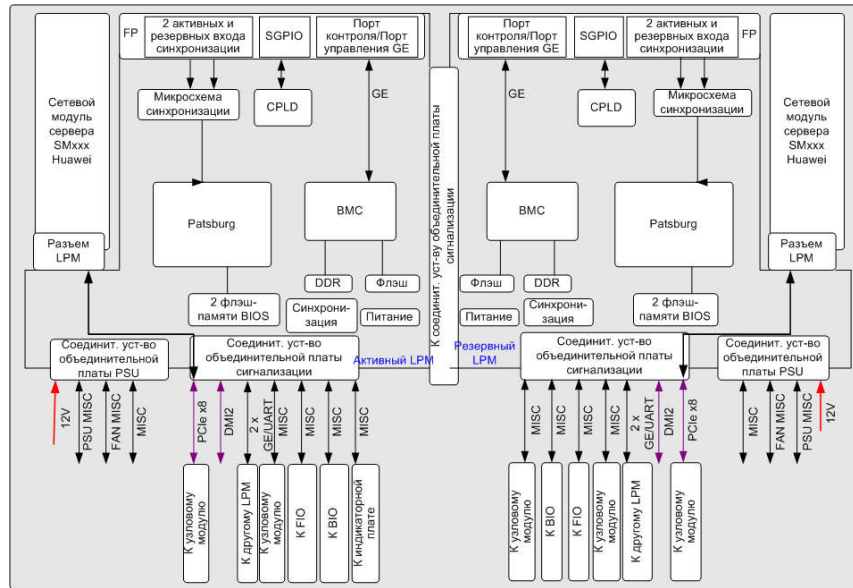 FP
2 активных и
резервных входа
синхронизации
SGPIO
Порт
контроля/Порт
управления GE
Порт
контроля/Порт
управления GE
SGPIO
2 активных и
резервных входа
синхронизации
FP
Сетевой
модуль
сервера
SMxxx
Huawei
Микросхема
синхронизации
CPLD
GE
GE
CPLD
Микросхема
синхронизации
Сетевой
модуль
сервера
SMxxx
Huawei
К соединит. уст-ву объединительной платы
сигнализации
Patsburg
BMC
BMC
Patsburg
Разъем
LPM
Разъем
LPM
DDR
Флэш
Флэш
DDR
2 флэш-
памяти BIOS
Синхрони-
зация
Питание
Питание
Синхрони-
зация
2 флэш-
памяти BIOS
Соединит. уст-во
объединительной
платы PSU
Соединит. уст-во
объединительной платы
сигнализации
Активный LPM
Резервный
LPM
Соединит. уст-во
объединительной платы
сигнализации
Соединит. уст-во
объединительной
платы PSU
12V
PSU MISC
FAN MISC
MISC
PCIe x8
DMI2
2 x
GE/UART
MISC
MISC
MISC
MISC
MISC
MISC
MISC
MISC
2 x
GE/UART
DMI2
PCIe x8
MISC
FAN MISC
PSU MISC
12V
К узловому
модулю
К другому LPM
К узловому
модулю
К FIO
К BIO
К индикаторной
плате
К узловому
модулю
К BIO
К FIO
К узловому
модулю
К другому LPM
К узловому
модулю